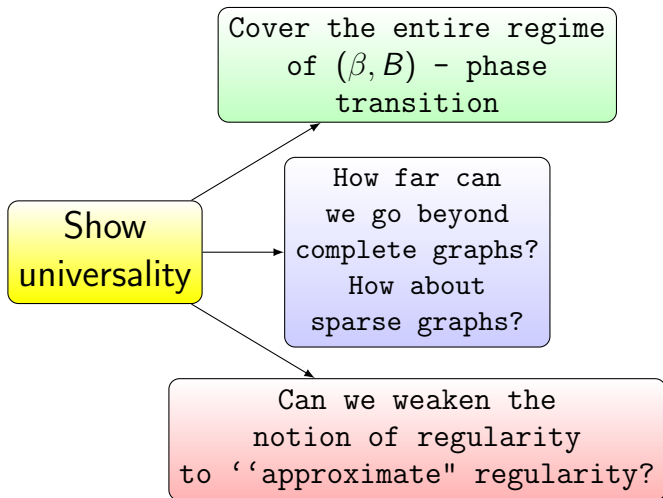 Cover the entire regime
of (β, B) – phase
transition
Show
universality
How far can
we go beyond
complete graphs?
How about
sparse graphs?
Can we weaken the
notion of regularity
to ‘‘approximate" regularity?